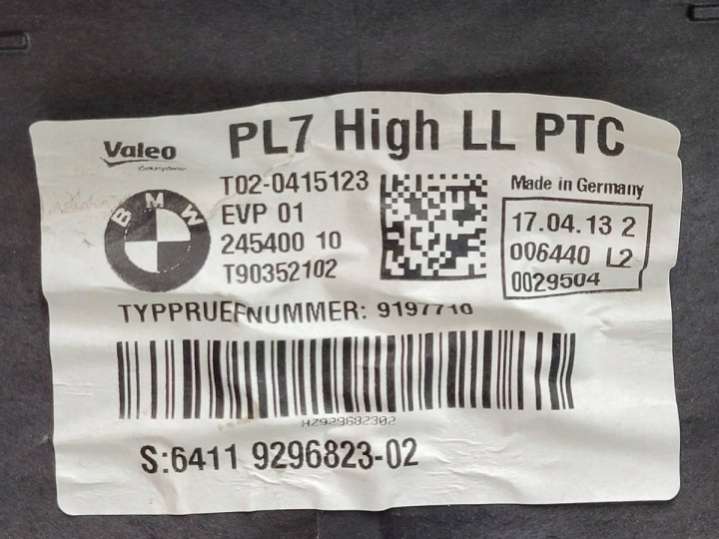 Valeo
PL7 High LL PTC
BMW
T02-0415123
EVP 01
245400 10
T90352102
Made in Germany
17.04.13 2
006440 L2
0029504
TYPPRUEFNUMMER: 9197710
HZ929682302
S:6411 9296823-02